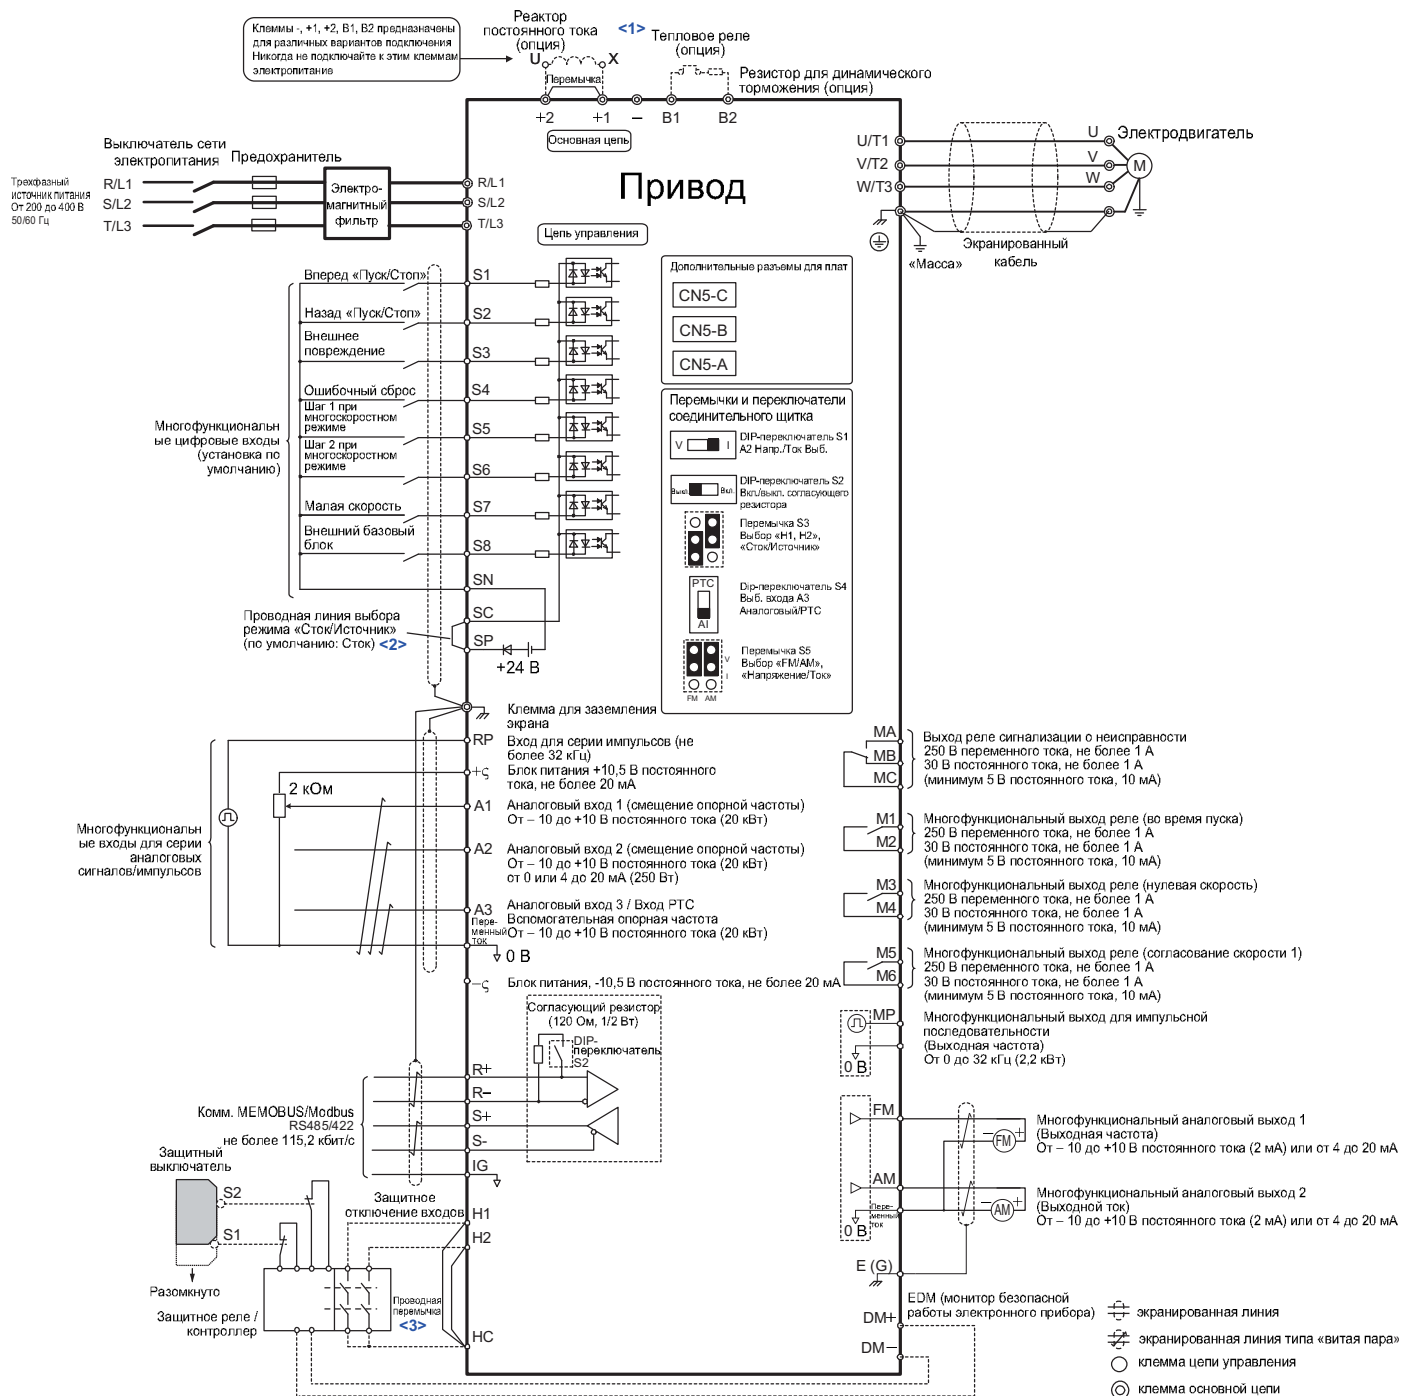 Клеммы -, +1, +2, B1, B2 предназначены
для различных вариантов подключения
Никогда не подключайте к этим клеммам
электропитание
Реактор
постоянного тока
(опция)
<1>
Тепловое реле
(опция)
U
X
Перемычка
Резистор для динамического
торможения (опция)
+2
+1
–
B1
B2
Основная цепь
Привод
Выключатель сети
электропитания
Предохранитель
Трехфазный
источник питания
От 200 до 400 В
50/60 Гц
R/L1
S/L2
T/L3
Электро-
магнитный
фильтр
R/L1
S/L2
T/L3
U/T1
V/T2
W/T3
U
V
W
Электродвигатель
M
«Масса»
Экранированный
кабель
Цепь управления
Многофункциональн
ые цифровые входы
(установка по
умолчанию)
Вперед «Пуск/Стоп»
S1
Назад «Пуск/Стоп»
S2
Внешнее
повреждение
S3
Ошибочный сброс
S4
Шаг 1 при
многоскоростном
режиме
S5
Шаг 2 при
многоскоростном
режиме
S6
Малая скорость
S7
Внешний базовый
блок
S8
SN
SC
SP
+24 В
Проводная линия выбора
режима «Сток/Источник»
(по умолчанию: Сток) <2>
Дополнительные разъемы для плат
CN5-C
CN5-B
CN5-A
Перемычки и переключатели
соединительного щитка
V
I
DIP-переключатель S1
A2 Напр./Ток Выб.
Выкл.
Вкл.
DIP-переключатель S2
Вкл/выкл. согласующего
резистора
Перемычка S3
Выбор «H1, H2»,
«Сток/Источник»
PTC
AI
Dip-переключатель S4
Выб. входа A3
Аналоговый/PTC
V
I
FM AM
Перемычка S5
Выбор «FM/AM»,
«Напряжение/Ток»
Клемма для заземления
экрана
Многофункциональн
ые входы для серии
аналоговых
сигналов/импульсов
2 кОм
RP
Вход для серии импульсов (не
более 32 кГц)
+ς
Блок питания +10,5 В постоянного
тока, не более 20 мА
A1
Аналоговый вход 1 (смещение опорной частоты)
От – 10 до +10 В постоянного тока (20 кВт)
A2
Аналоговый вход 2 (смещение опорной частоты)
От – 10 до +10 В постоянного тока (20 кВт)
от 0 или 4 до 20 мА (250 Вт)
A3
Аналоговый вход 3 / Вход PTC
Вспомогательная опорная частота
От – 10 до +10 В постоянного тока (20 кВт)
Пере-
менный
ток
0 В
–ς
Блок питания, -10,5 В постоянного тока, не более 20 мА
MA
MB
MC
Выход реле сигнализации о неисправности
250 В переменного тока, не более 1 А
30 В постоянного тока, не более 1 А
(минимум 5 В постоянного тока, 10 мА)
M1
M2
Многофункциональный выход реле (во время пуска)
250 В переменного тока, не более 1 А
30 В постоянного тока, не более 1 А
(минимум 5 В постоянного тока, 10 мА)
M3
M4
Многофункциональный выход реле (нулевая скорость)
250 В переменного тока, не более 1 А
30 В постоянного тока, не более 1 А
(минимум 5 В постоянного тока, 10 мА)
M5
M6
Многофункциональный выход реле (согласование скорости 1)
250 В переменного тока, не более 1 А
30 В постоянного тока, не более 1 А
(минимум 5 В постоянного тока, 10 мА)
MP
0 В
Многофункциональный выход для импульсной
последовательности
(Выходная частота)
От 0 до 32 кГц (2,2 кВт)
Согласующий резистор
(120 Ом, 1/2 Вт)
DIP-
переключатель
S2
Комм. MEMOBUS/Modbus
RS485/422
не более 115,2 кбит/с
R+
R–
S+
S-
IG
FM
– FM +
Многофункциональный аналоговый выход 1
(Выходная частота)
От – 10 до +10 В постоянного тока (2 мА) или от 4 до 20 мА
AM
– AM +
Многофункциональный аналоговый выход 2
(Выходной ток)
От – 10 до +10 В постоянного тока (2 мА) или от 4 до 20 мА
Пере-
менный
ток
0 В
E (G)
Защитный
выключатель
S2
S1
Разомкнуто
Защитное реле /
контроллер
Защитное
отключение входов
H1
H2
Проводная
перемычка
<3>
HC
EDM (монитор безопасной
работы электронного прибора)
DM+
DM–
экранированная линия
экранированная линия типа «витая пара»
клемма цепи управления
клемма основной цепи